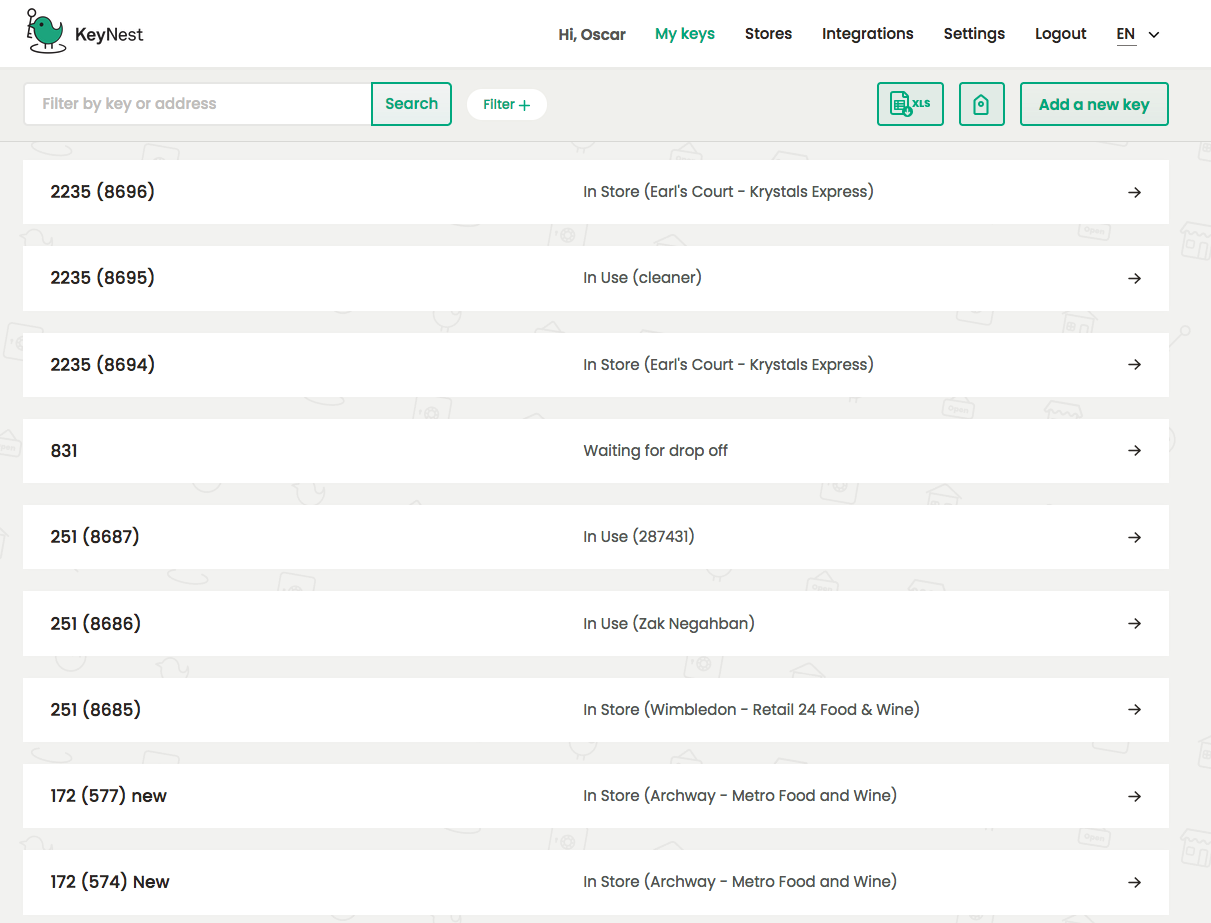 KeyNest
Hi, Oscar My keys Stores Integrations Settings Logout EN
Filter by key or address Search Filter + XLS Add a new key
2235 (8696) In Store (Earl's Court - Krystals Express)
2235 (8695) In Use (cleaner)
2235 (8694) In Store (Earl's Court - Krystals Express)
831 Waiting for drop off
251 (8687) In Use (287431)
251 (8686) In Use (Zak Negahban)
251 (8685) In Store (Wimbledon - Retail 24 Food & Wine)
172 (577) new In Store (Archway - Metro Food and Wine)
172 (574) New In Store (Archway - Metro Food and Wine)